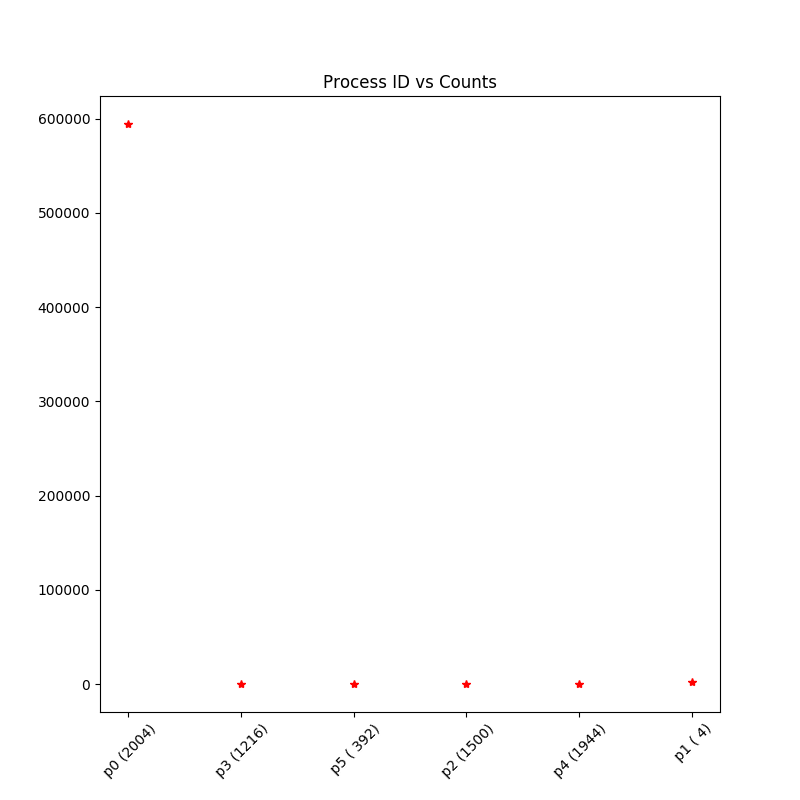 Process ID vs Counts
600000
500000
400000
300000
200000
100000
0
p0 (2004)
p3 (1216)
p5 ( 392)
p2 (1500)
p4 (1944)
p1 ( 4)